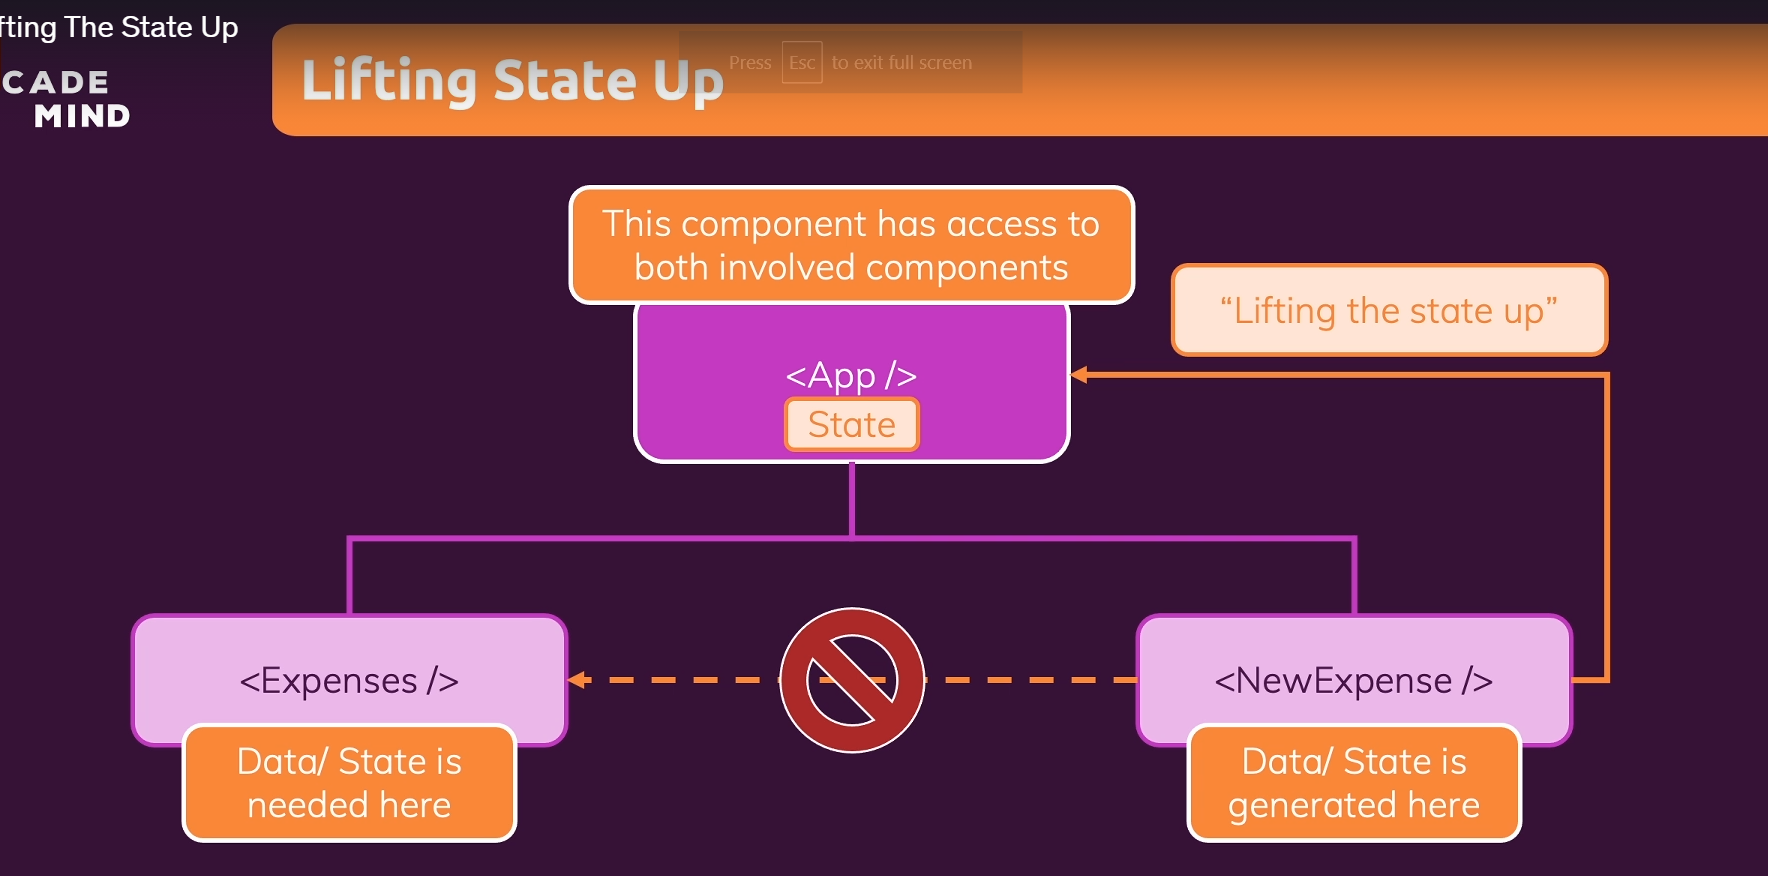 fting The State Up
CADE
MIND
Lifting State Up
Press Esc to exit full screen
This component has access to
both involved components
“Lifting the state up”
<App />
State
<Expenses />
<NewExpense />
Data/ State is
needed here
Data/ State is
generated here